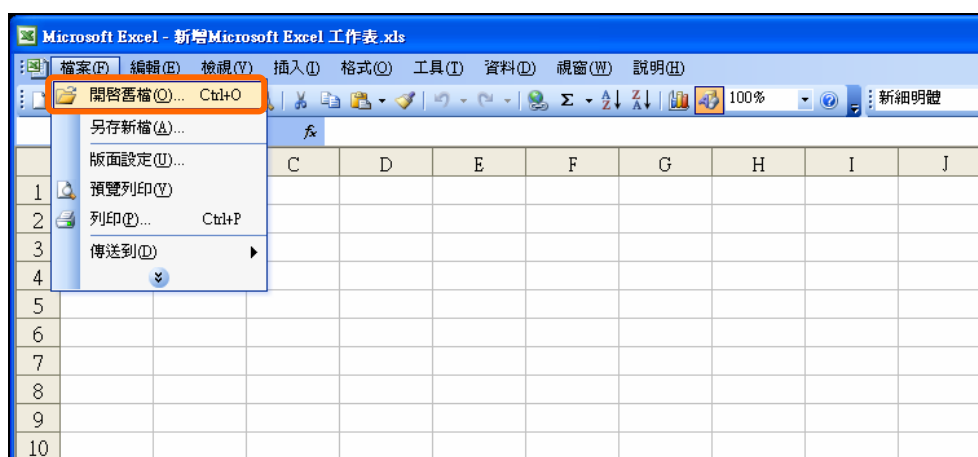 Microsoft Excel - 新增Microsoft Excel 工作表.xls
檔案(F) 編輯(E) 檢視(V) 插入(I) 格式(O) 工具(T) 資料(D) 視窗(W) 說明(H)
開啓舊檔(O)... Ctrl+O
100% 新細明體
另存新檔(A)...
fx
版面設定(U)...
C D E F G H I J
預覽列印(V)
1
列印(P)... Ctrl+P
2
傳送到(D)
3
4
5
6
7
8
9
10